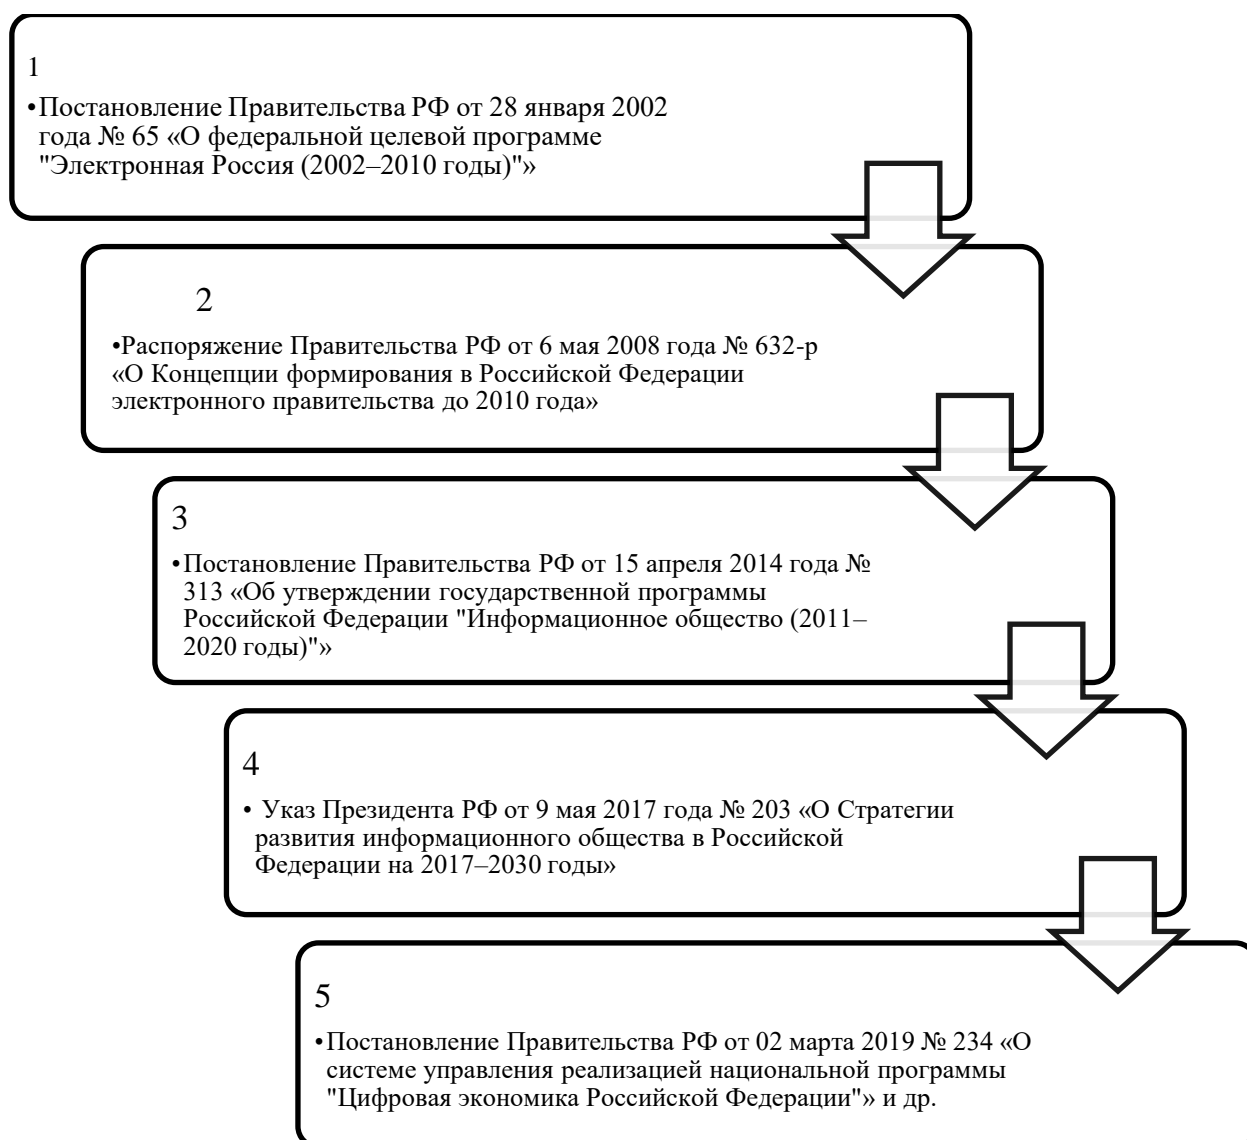 1
•Постановление Правительства РФ от 28 января 2002
года № 65 «О федеральной целевой программе
"Электронная Россия (2002–2010 годы)"»
2
•Распоряжение Правительства РФ от 6 мая 2008 года № 632-р
«О Концепции формирования в Российской Федерации
электронного правительства до 2010 года»
3
•Постановление Правительства РФ от 15 апреля 2014 года №
313 «Об утверждении государственной программы
Российской Федерации "Информационное общество (2011–
2020 годы)"»
4
• Указ Президента РФ от 9 мая 2017 года № 203 «О Стратегии
развития информационного общества в Российской
Федерации на 2017–2030 годы»
5
•Постановление Правительства РФ от 02 марта 2019 № 234 «О
системе управления реализацией национальной программы
"Цифровая экономика Российской Федерации"» и др.